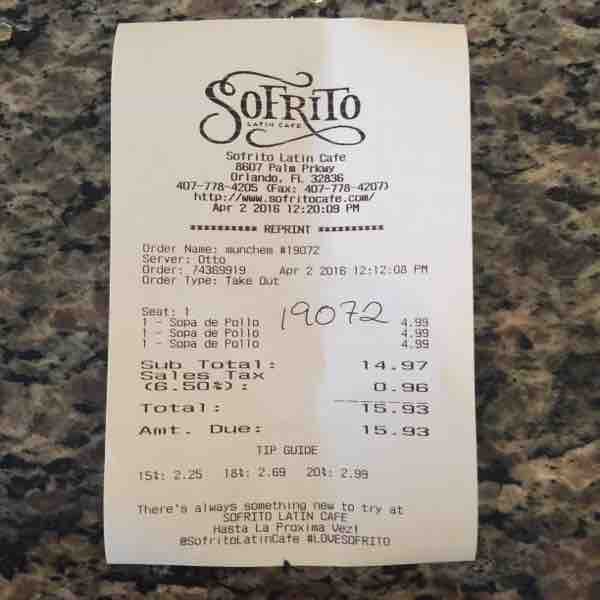 SOFRITO
LATIN CAFE
Sofrito Latin Cafe
8607 Palm Prkwy
Orlando, FL 32836
407-778-4205 (Fax: 407-778-4207)
http://www.sofritocafe.com/
Apr 2 2016 12:20:09 PM
*********** REPRINT ***********
Order Name: munchem #19072
Server: Otto
Order: 74369919 Apr 2 2016 12:12:08 PM
Order Type: Take Out
19072
Seat: 1
1 - Sopa de Pollo 4.99
1 - Sopa de Pollo 4.99
1 - Sopa de Pollo 4.99
Sub Total: 14.97
Sales Tax
(6.50%): 0.96
Total: 15.93
Amt. Due: 15.93
TIP GUIDE
15%: 2.25 18%: 2.69 20%: 2.99
There's always something new to try at
SOFRITO LATIN CAFE
Hasta La Proxima Vez!
@SofritoLatinCafe #LOVESOFRITO